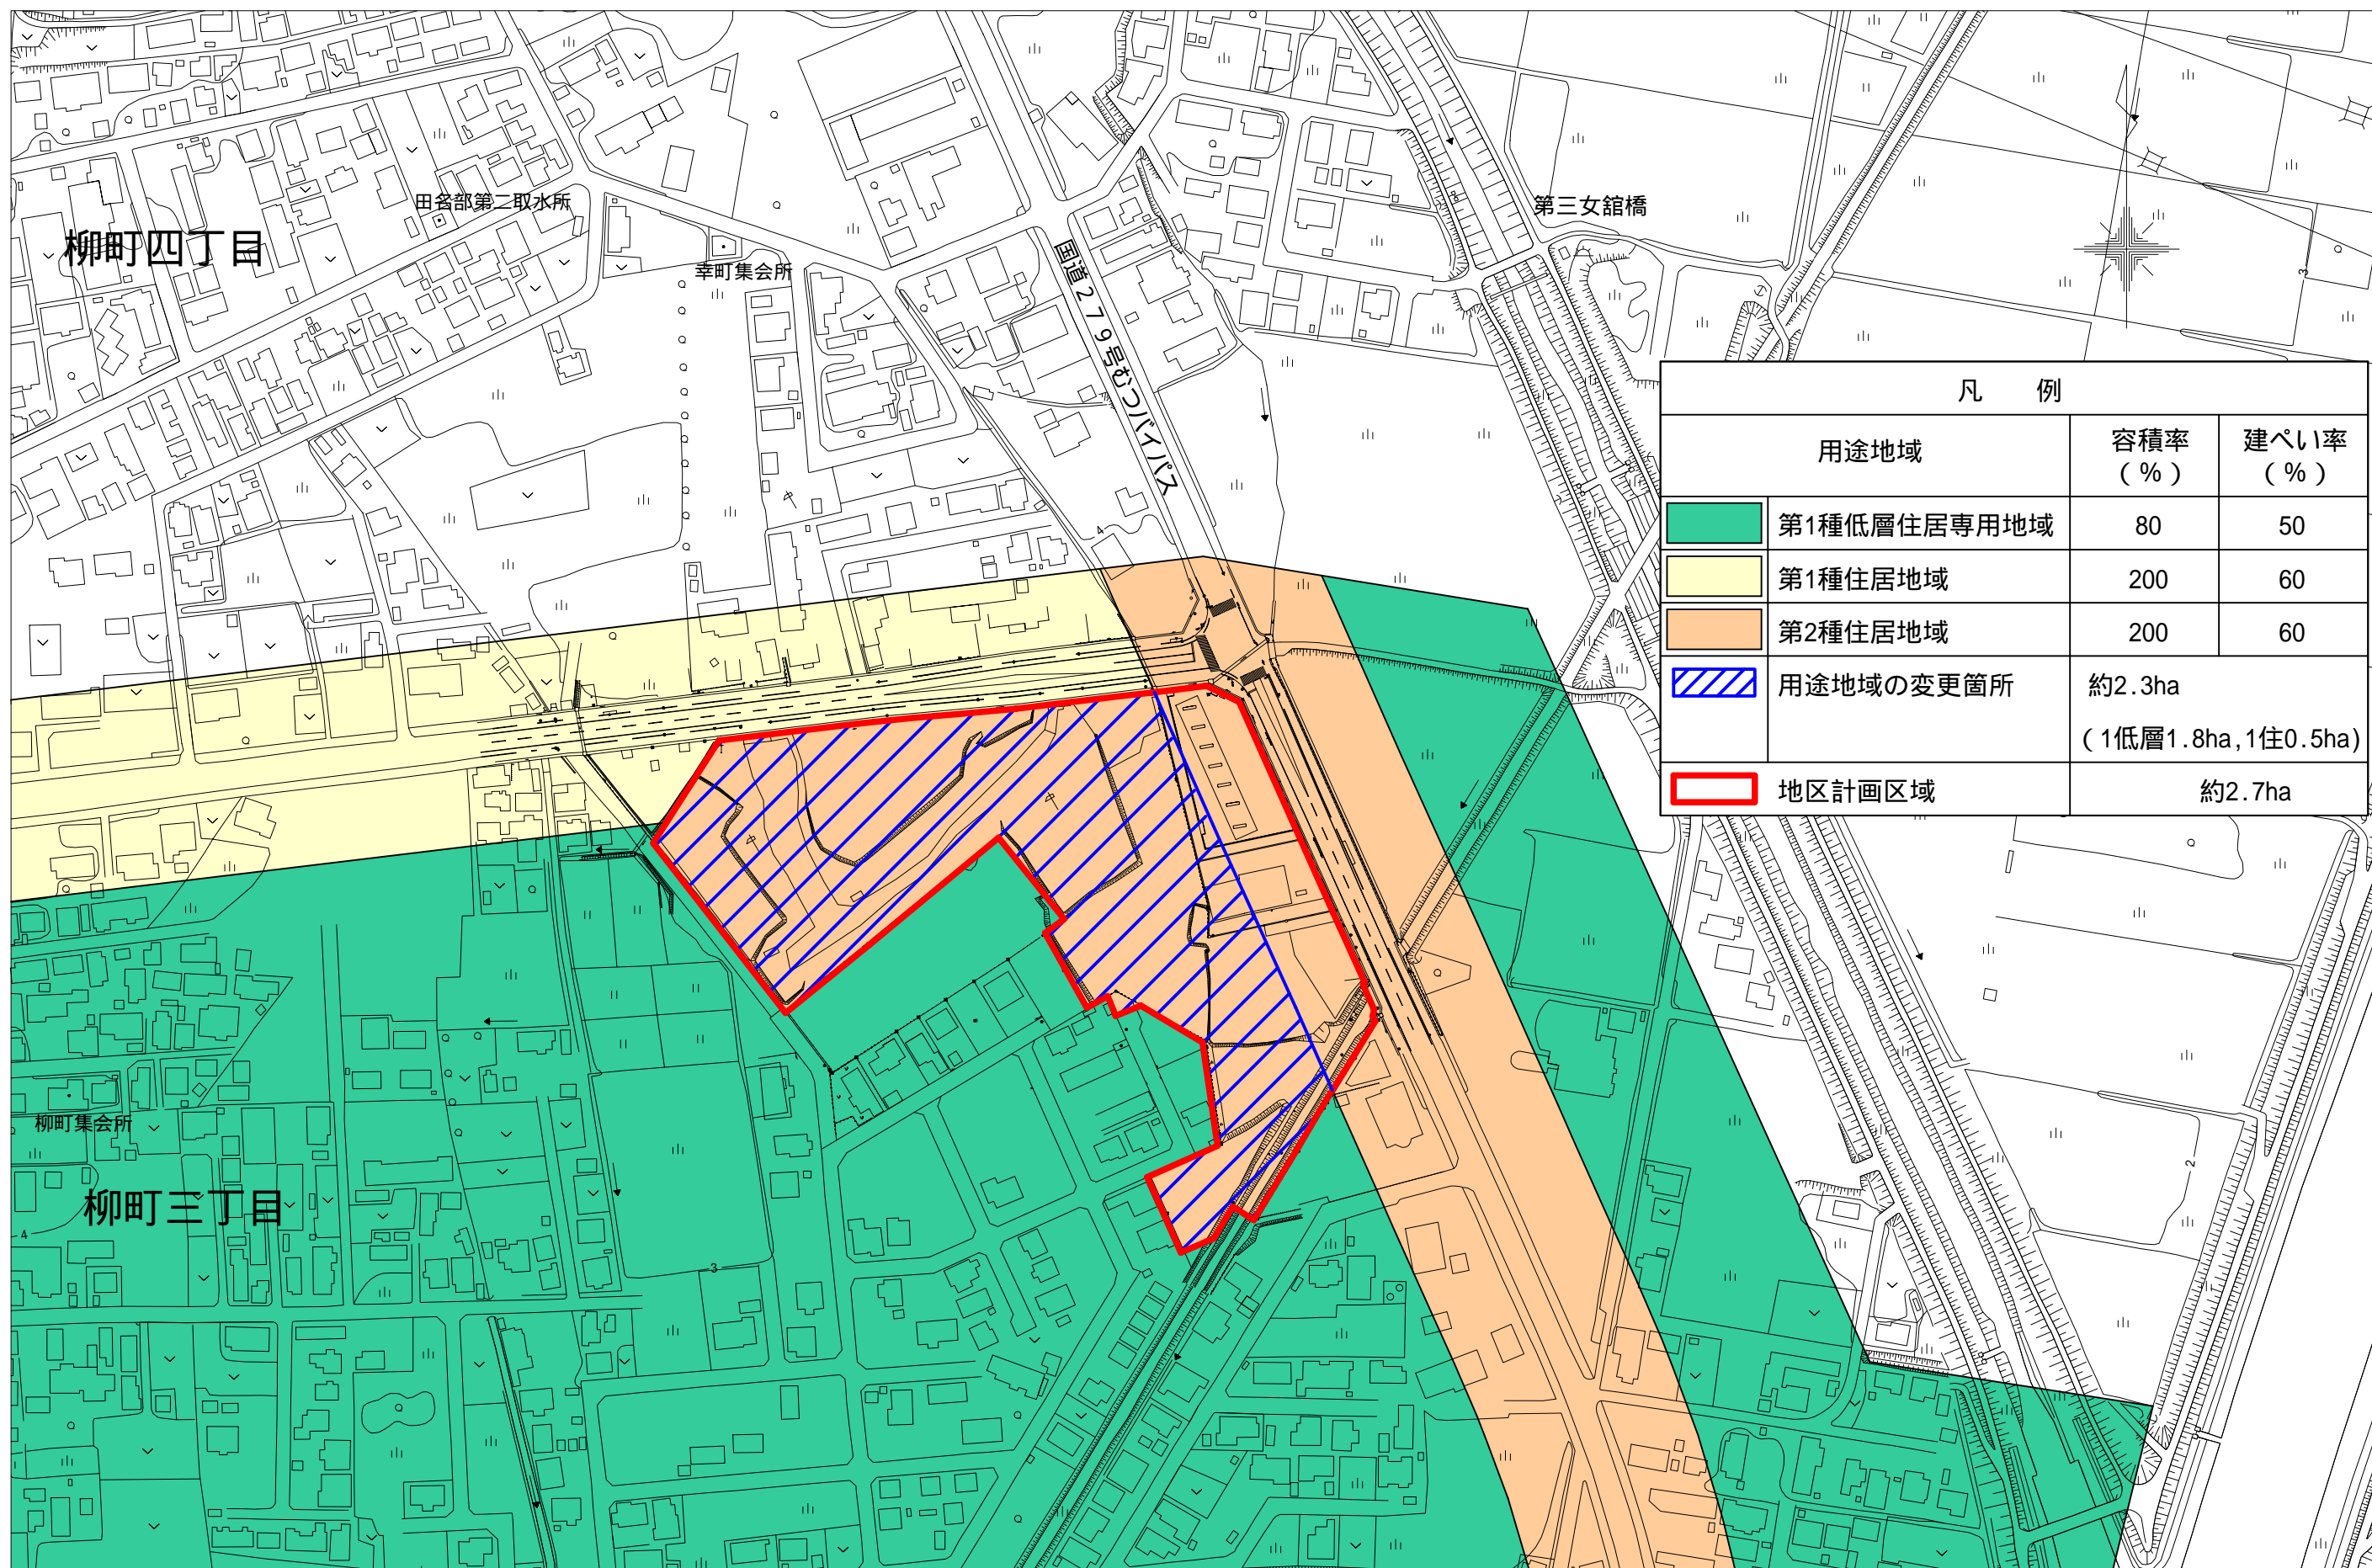 田名部第二取水所
第三女舘橋
柳町四丁目
幸町集会所
国道279号むつバイパス
凡 例
用途地域
容積率
(%)
建ぺい率
(%)
第1種低層住居専用地域 80 50
第1種住居地域 200 60
第2種住居地域 200 60
用途地域の変更箇所 約2.3ha
(1低層1.8ha,1住0.5ha)
地区計画区域 約2.7ha
柳町集会所
柳町三丁目
3
4
4
3
2